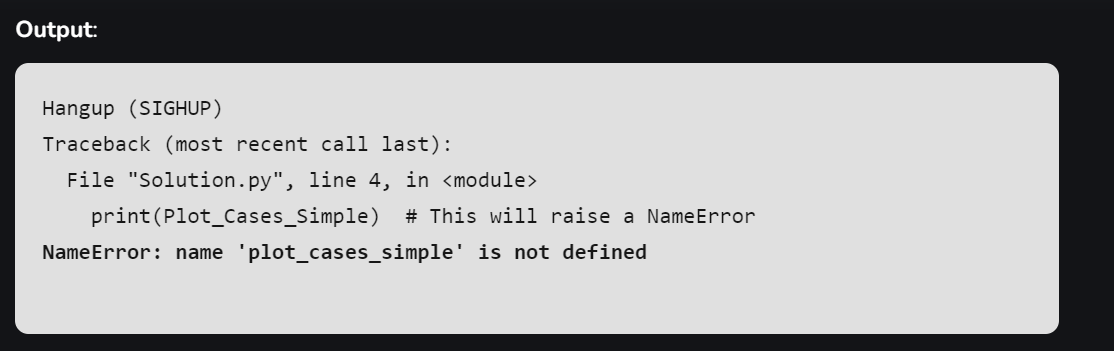 Output:
Hangup (SIGHUP)
Traceback (most recent call last):
  File "Solution.py", line 4, in <module>
    print(Plot_Cases_Simple)  # This will raise a NameError
NameError: name 'plot_cases_simple' is not defined